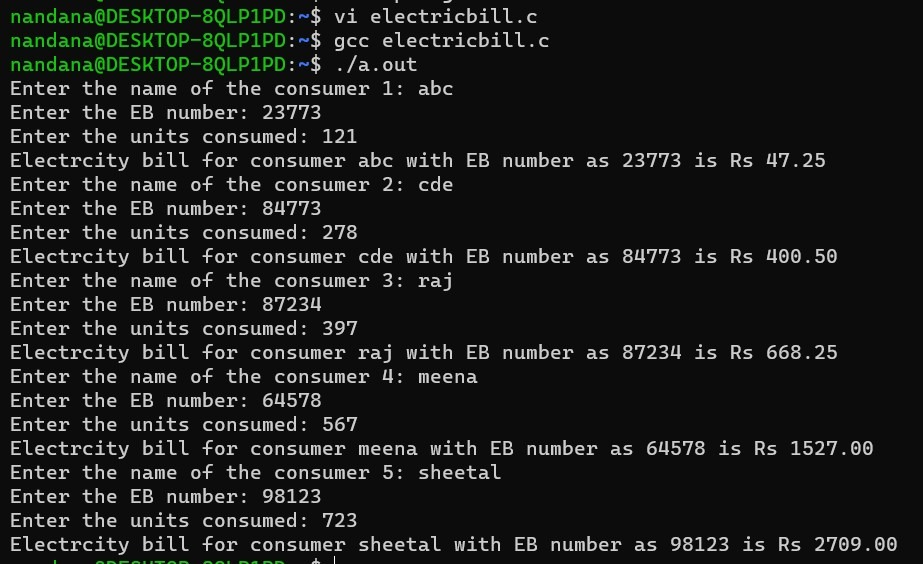 nandana@DESKTOP-8QLP1PD:~$ vi electricbill.c
nandana@DESKTOP-8QLP1PD:~$ gcc electricbill.c
nandana@DESKTOP-8QLP1PD:~$ ./a.out
Enter the name of the consumer 1: abc
Enter the EB number: 23773
Enter the units consumed: 121
Electrcity bill for consumer abc with EB number as 23773 is Rs 47.25
Enter the name of the consumer 2: cde
Enter the EB number: 84773
Enter the units consumed: 278
Electrcity bill for consumer cde with EB number as 84773 is Rs 400.50
Enter the name of the consumer 3: raj
Enter the EB number: 87234
Enter the units consumed: 397
Electrcity bill for consumer raj with EB number as 87234 is Rs 668.25
Enter the name of the consumer 4: meena
Enter the EB number: 64578
Enter the units consumed: 567
Electrcity bill for consumer meena with EB number as 64578 is Rs 1527.00
Enter the name of the consumer 5: sheetal
Enter the EB number: 98123
Enter the units consumed: 723
Electrcity bill for consumer sheetal with EB number as 98123 is Rs 2709.00